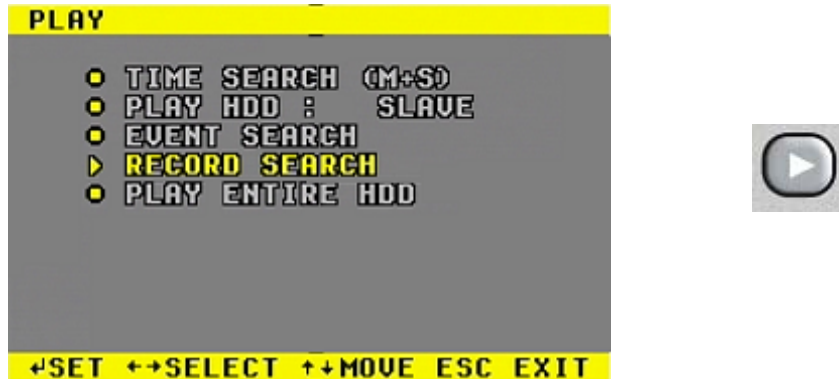 PLAY
TIME SEARCH (M+S)
PLAY HDD : SLAVE
EVENT SEARCH
RECORD SEARCH
PLAY ENTIRE HDD
↵SET ←→SELECT ↑↓MOVE ESC EXIT